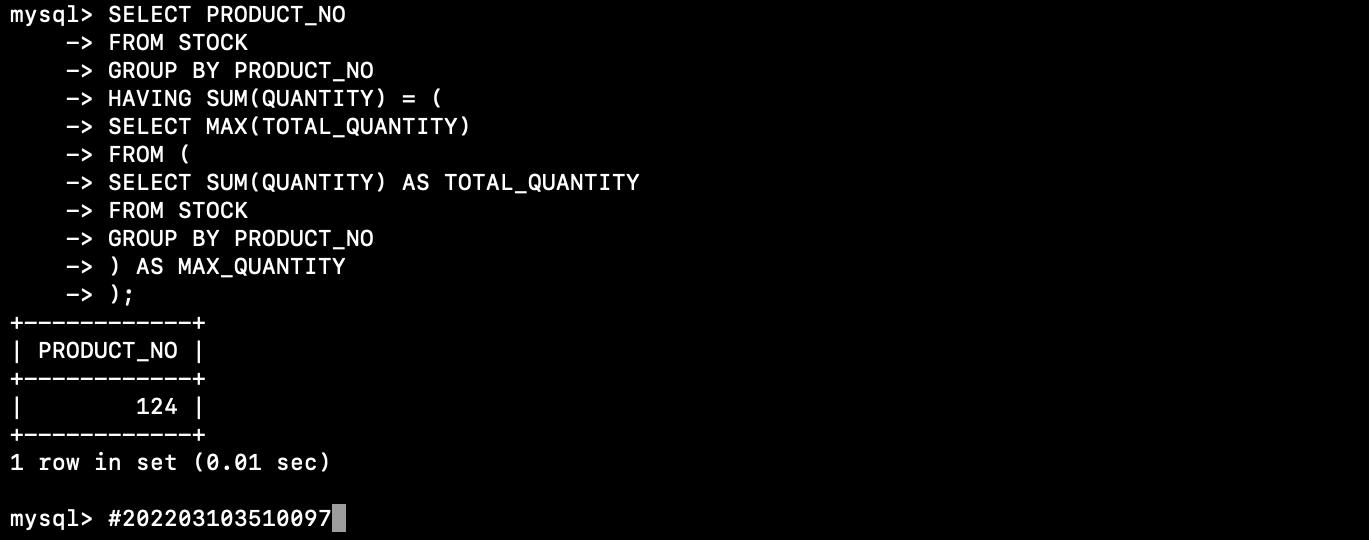 mysql> SELECT PRODUCT_NO
    -> FROM STOCK
    -> GROUP BY PRODUCT_NO
    -> HAVING SUM(QUANTITY) = (
    -> SELECT MAX(TOTAL_QUANTITY)
    -> FROM (
    -> SELECT SUM(QUANTITY) AS TOTAL_QUANTITY
    -> FROM STOCK
    -> GROUP BY PRODUCT_NO
    -> ) AS MAX_QUANTITY
    -> );
+------------+
| PRODUCT_NO |
+------------+
|        124 |
+------------+
1 row in set (0.01 sec)

mysql> #202203103510097